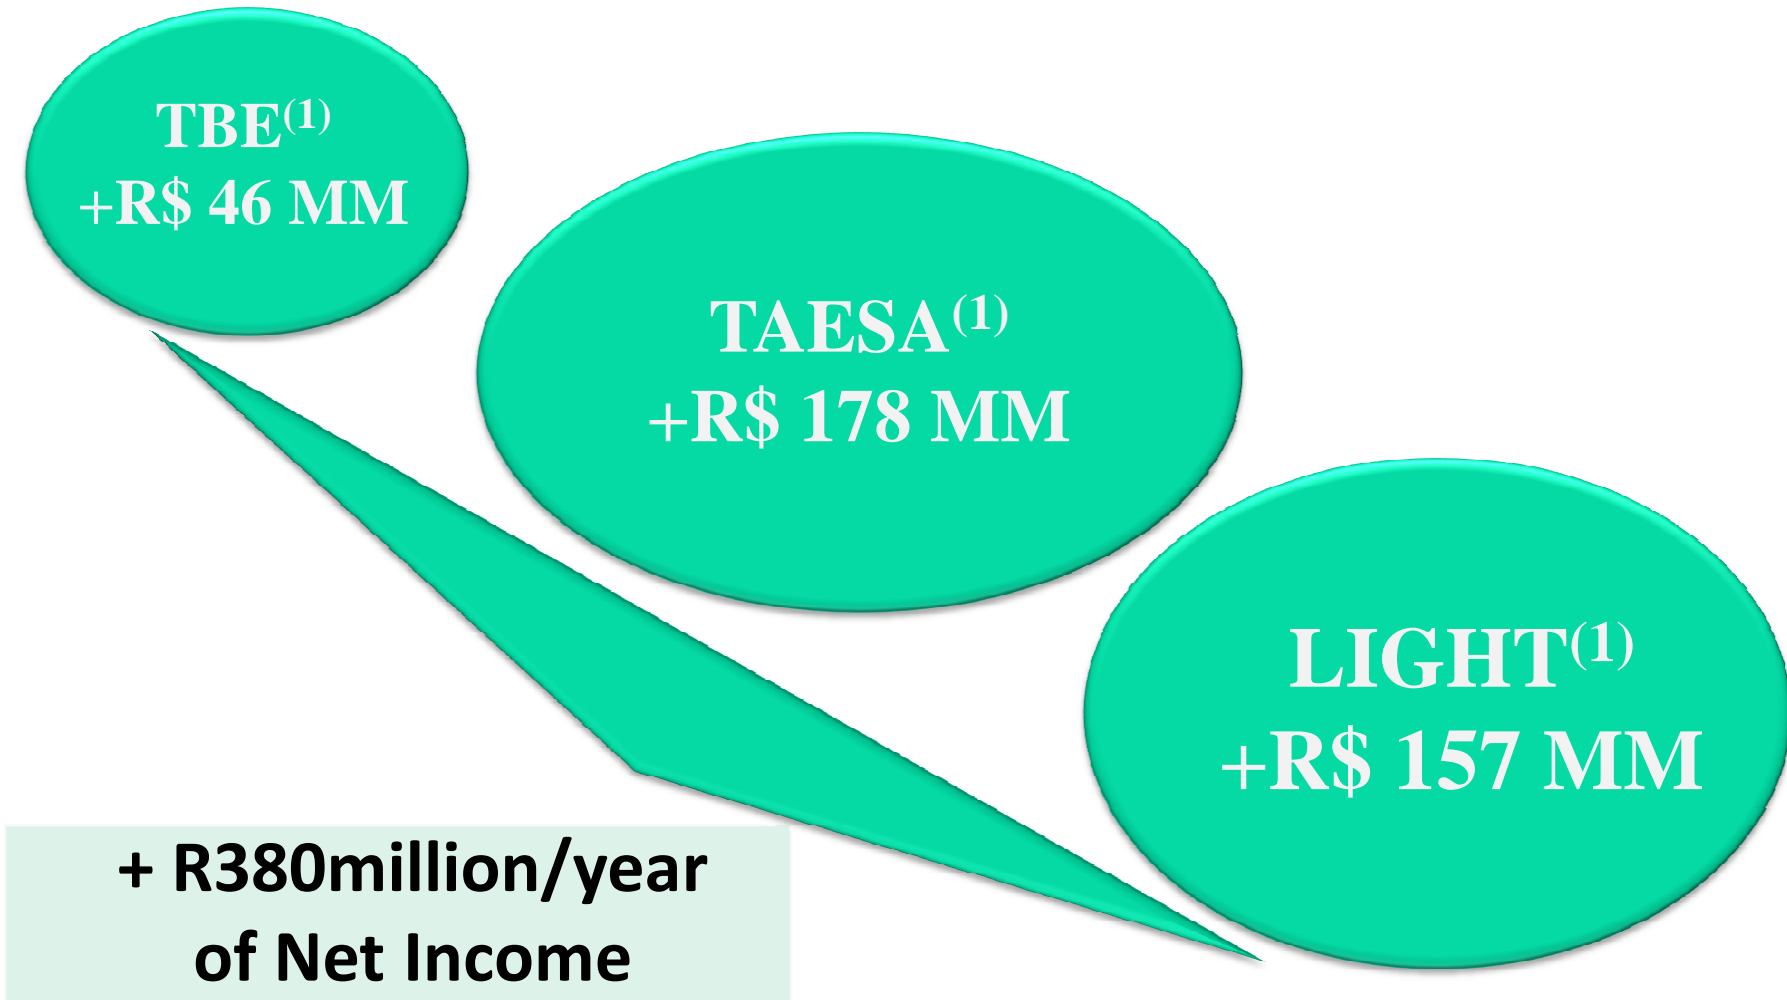 TBE(1)
+R$ 46 MM
TAESA(1)
+R$ 178 MM
LIGHT(1)
+R$ 157 MM
+ R380million/year
of Net Income